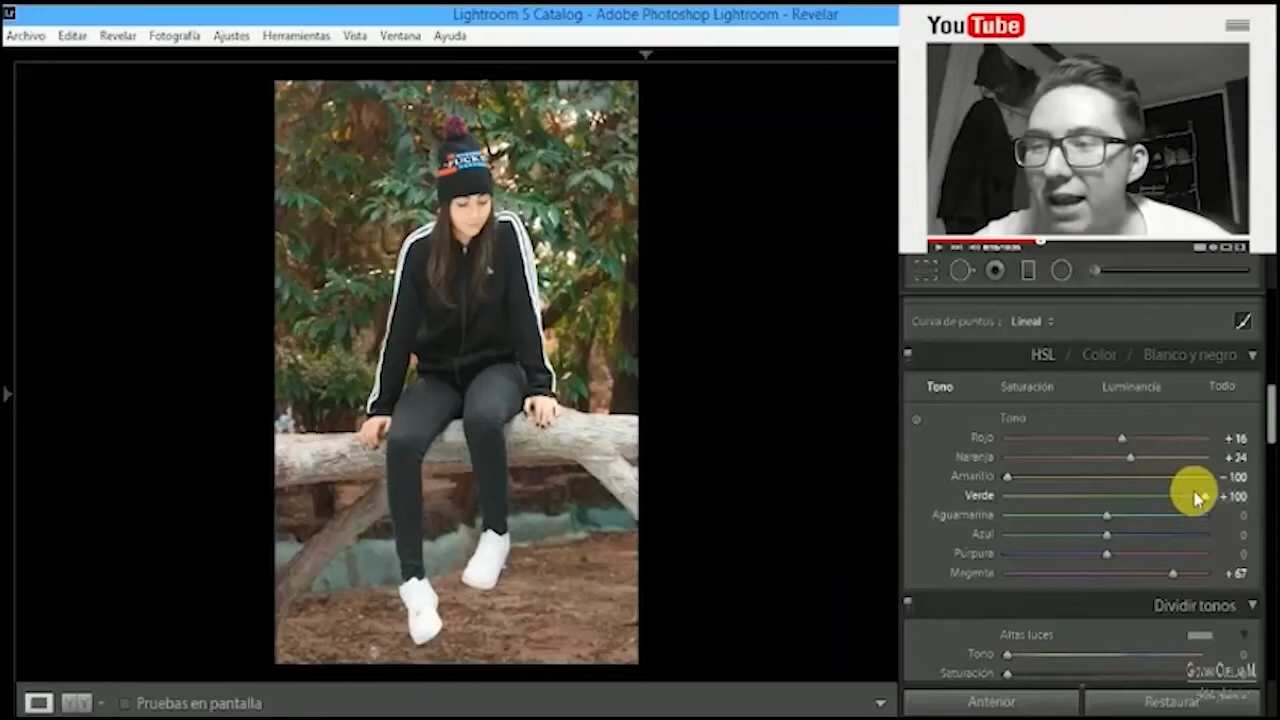 Lr
Lightroom 5 Catalog - Adobe Photoshop Lightroom - Revelar
Archivo Editar Revelar Fotografía Ajustes Herramientas Vista Ventana Ayuda
YouTube
Curva de puntos : Lineal
HSL / Color / Blanco y negro
Tono Saturación Luminancia Todo
Tono
Rojo +16
Naranja +24
Amarillo -100
Verde +100
Aguamarina 0
Azul 0
Púrpura 0
Magenta +67
Dividir tonos
Altas luces
Tono 0
Saturación
Anterior Restaurar
Pruebas en pantalla